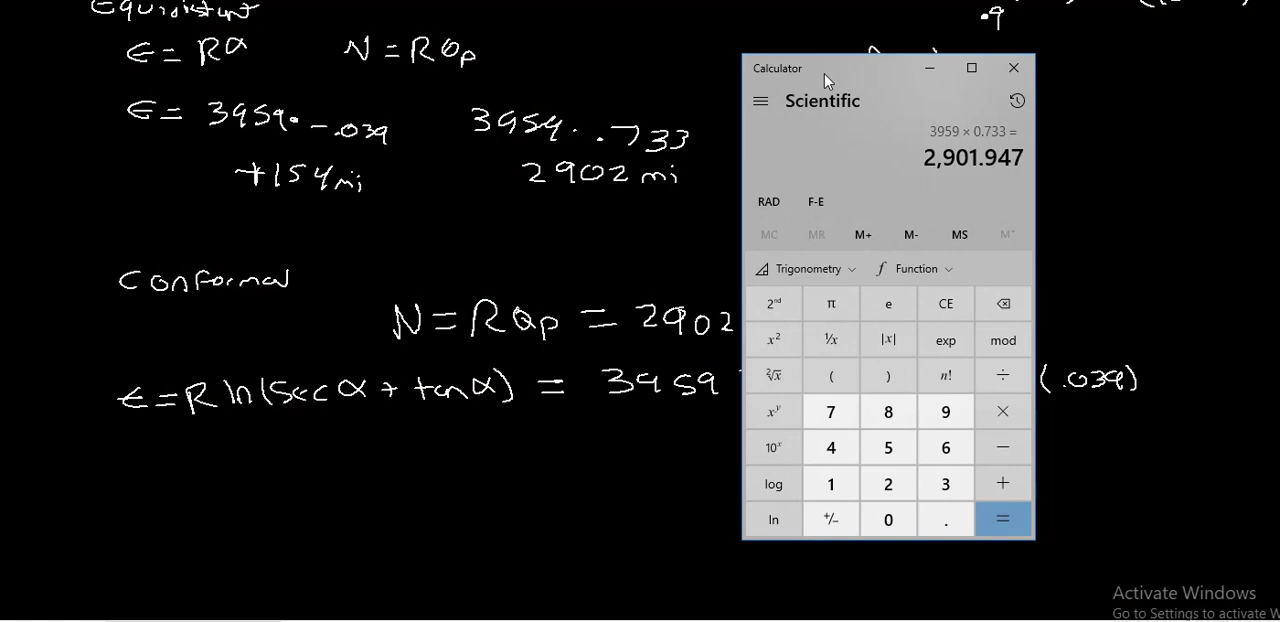 Equidistant
.9
E = Rα N = Rθp
E = 3959 · -.039 3959 · .733
+154mi 2902 mi
Calculator
Scientific
3959 × 0.733 =
2,901.947
RAD F-E
MC MR M+ M- MS M˅
Trigonometry f Function
2ⁿᵈ π e CE
x² ¹/x |x| exp mod
²√x ( ) n! ÷
xʸ 7 8 9 ×
10ˣ 4 5 6 −
log 1 2 3 +
ln +/− 0 . =
Conformal
N = Rθp = 2902
E = R ln(sec α + tan α) = 3959 (.039)
Activate Windows
Go to Settings to activate W